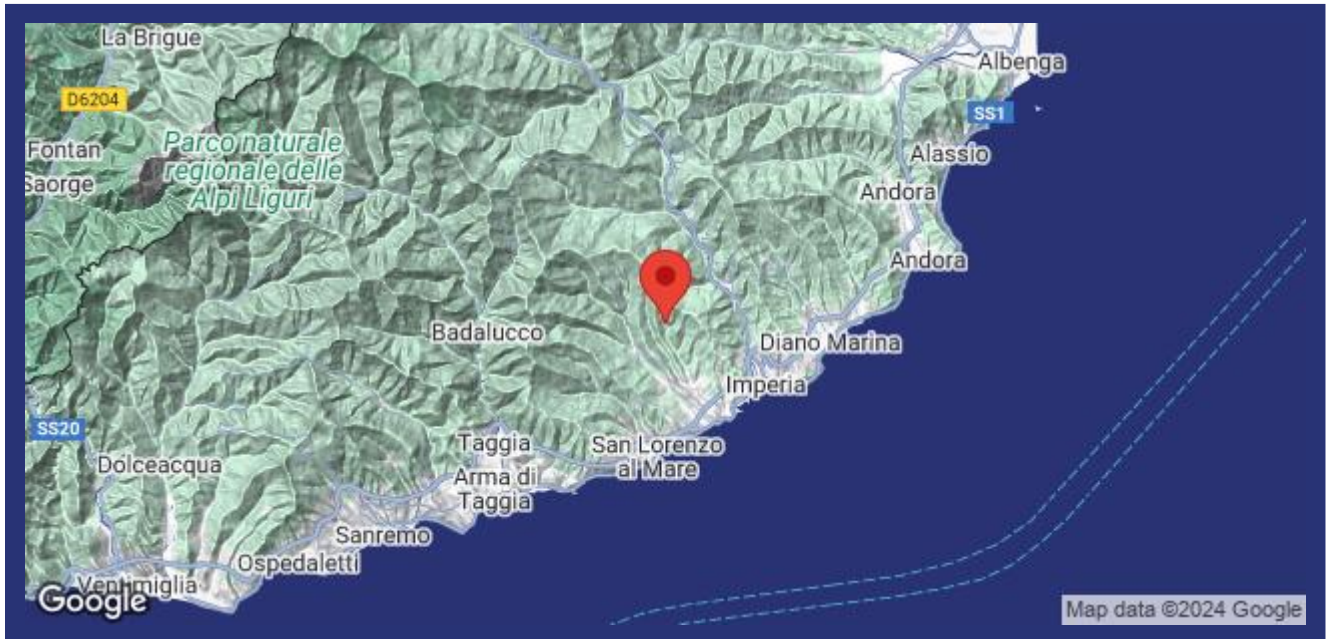 La Brigue
Albenga
D6204
SS1
Parco naturale
regionale delle
Alpi Liguri
Fontan
Saorge
Alassio
Andora
Andora
Badalucco
Diano Marina
Imperia
SS20
Taggia
San Lorenzo
al Mare
Dolceacqua
Arma di
Taggia
Sanremo
Ospedaletti
Ventimiglia
Google
Map data ©2024 Google